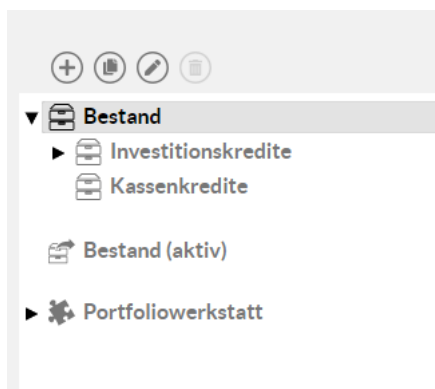 Bestand
Investitionskredite
Kassenkredite
Bestand (aktiv)
Portfoliowerkstatt